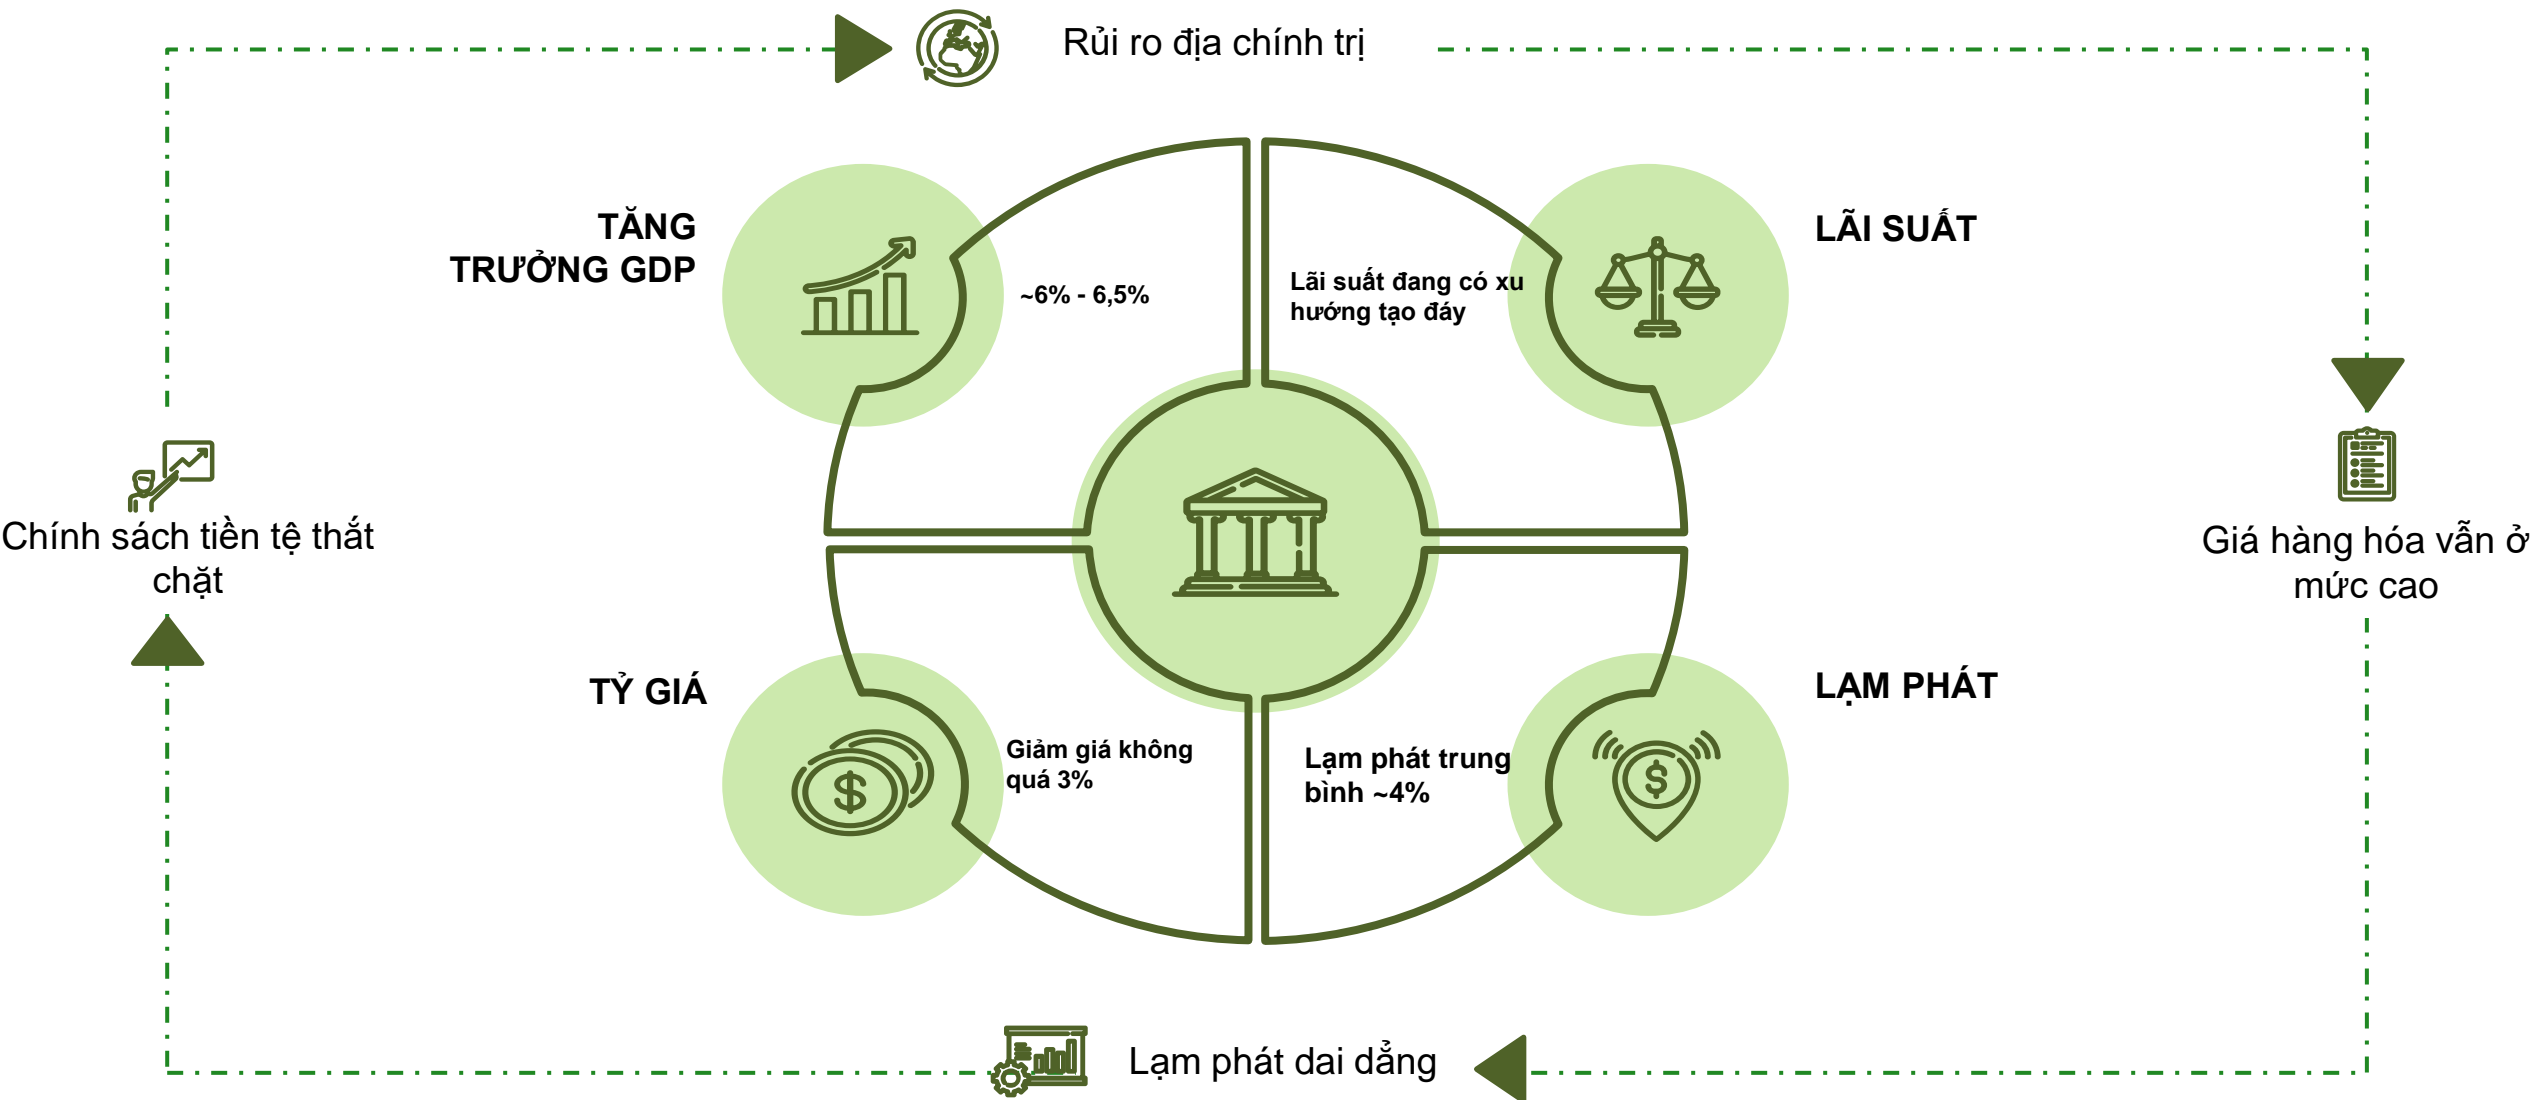 Rủi ro địa chính trị
TĂNG
TRƯỞNG GDP
~6% - 6,5%
Lãi suất đang có xu
hướng tạo đáy
LÃI SUẤT
Chính sách tiền tệ thắt
chặt
Giá hàng hóa vẫn ở
mức cao
TỶ GIÁ
Giảm giá không
quá 3%
Lạm phát trung
bình ~4%
LẠM PHÁT
Lạm phát dai dẳng